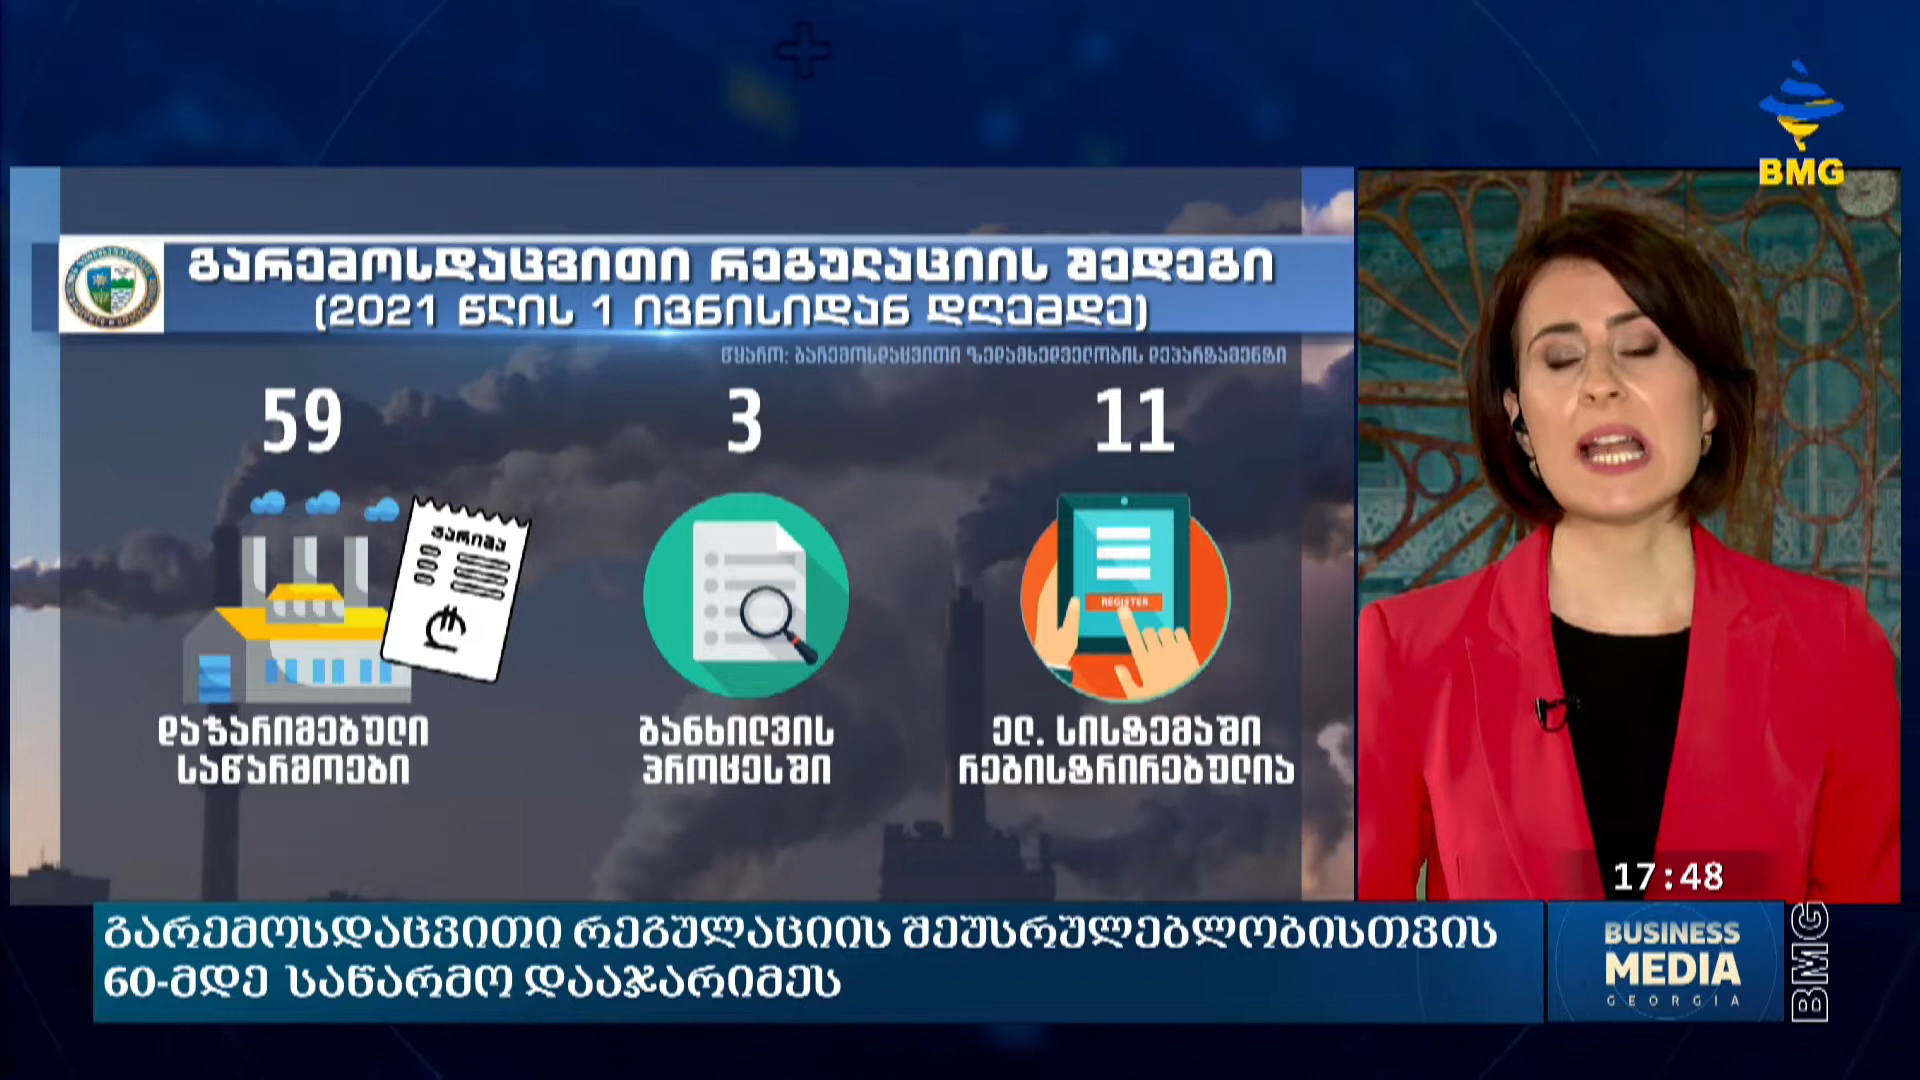 BMG
გარემოსდაცვითი რეგულაციის შედეგი
(2021 წლის 1 ივნისიდან დღემდე)
წყარო: გარემოსდაცვითი ზედამხედველობის დეპარტამენტი
59
3
11
ჯარიმა
₾
REGISTER
დაჯარიმებული
საწარმოები
განხილვის
პროცესში
ელ. სისტემაში
რეგისტრირებულია
17:48
გარემოსდაცვითი რეგულაციის შეუსრულებლობისთვის
60-მდე საწარმო დააჯარიმეს
BUSINESS
MEDIA
GEORGIA
BMG